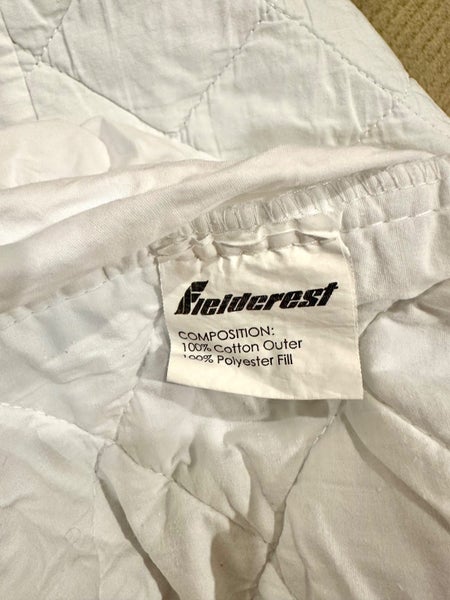 Fieldcrest
COMPOSITION:
100% Cotton Outer
100% Polyester Fill